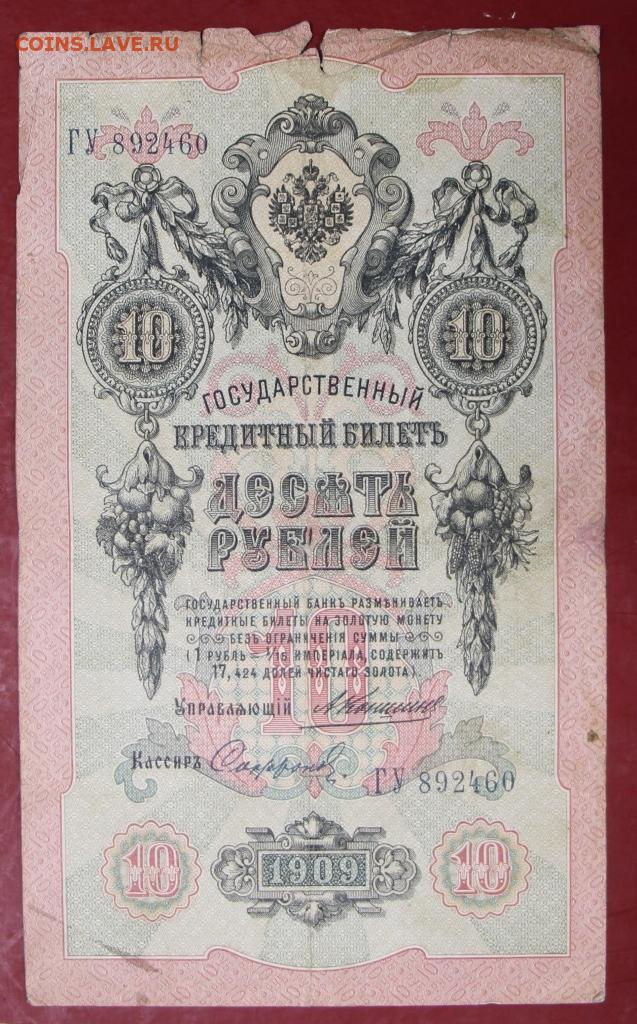 COINS.LAVE.RU
ГУ 892460
10 10
ГОСУДАРСТВЕННЫЙ
КРЕДИТНЫЙ БИЛЕТЪ
ДЕСЯТЬ
РУБЛЕЙ
ГОСУДАРСТВЕННЫЙ БАНКЪ РАЗМѢНИВАЕТЪ
КРЕДИТНЫЕ БИЛЕТЫ НА ЗОЛОТУЮ МОНЕТУ
БЕЗЪ ОГРАНИЧЕНІЯ СУММЫ
(1 РУБЛЬ = 1/15 ИМПЕРІАЛА, СОДЕРЖИТЪ
17,424 ДОЛЕЙ ЧИСТАГО ЗОЛОТА)
10
УПРАВЛЯЮЩІЙ
КАССИРЪ Софронов
ГУ 892460
10 1909 10